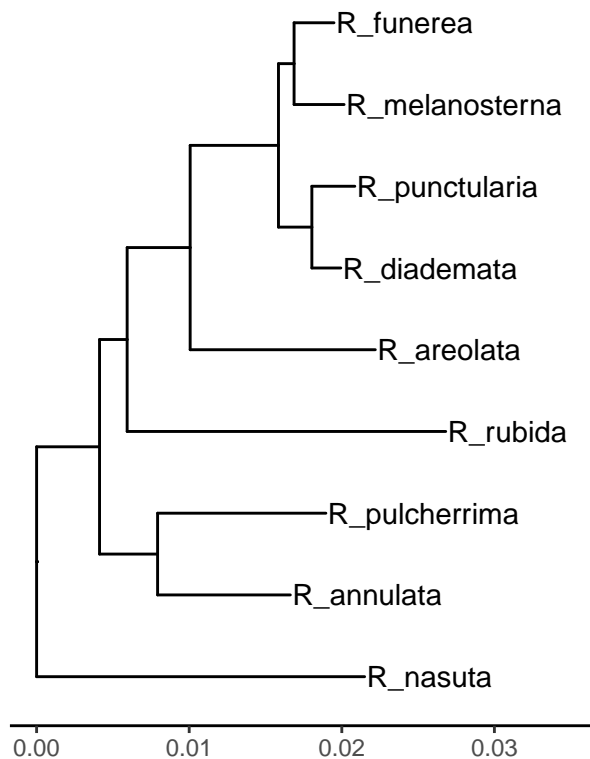 R_funerea
R_melanosterna
R_punctularia
R_diademata
R_areolata
R_rubida
R_pulcherrima
R_annulata
R_nasuta
0.00 0.01 0.02 0.03